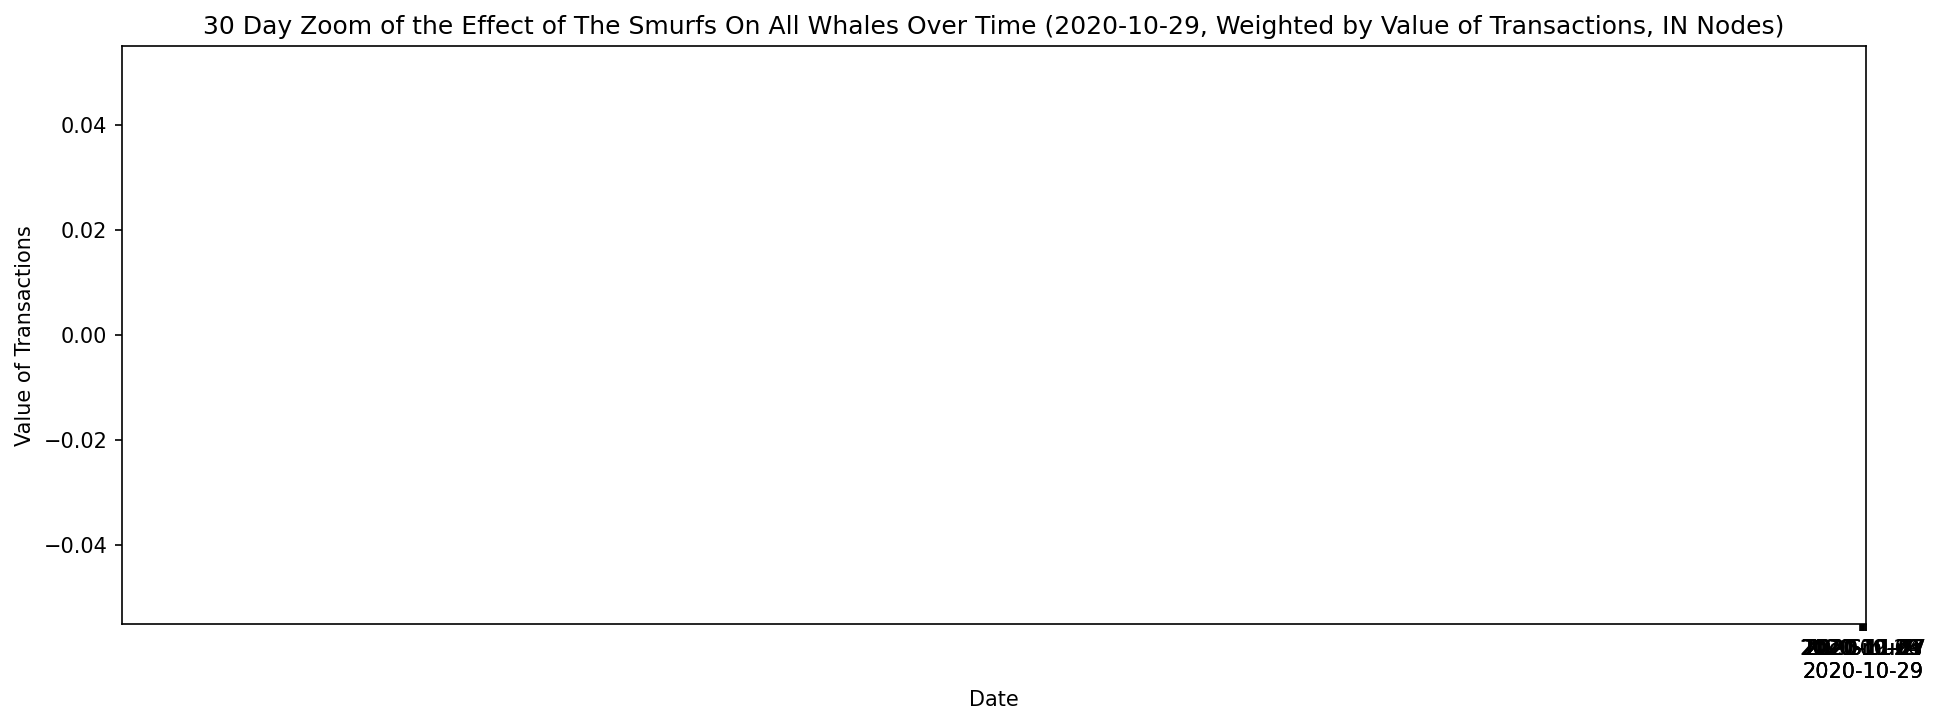 30 Day Zoom of the Effect of The Smurfs On All Whales Over Time (2020-10-29, Weighted by Value of Transactions, IN Nodes)
Value of Transactions
0.04
0.02
0.00
−0.02
−0.04
2020-10-29
Date